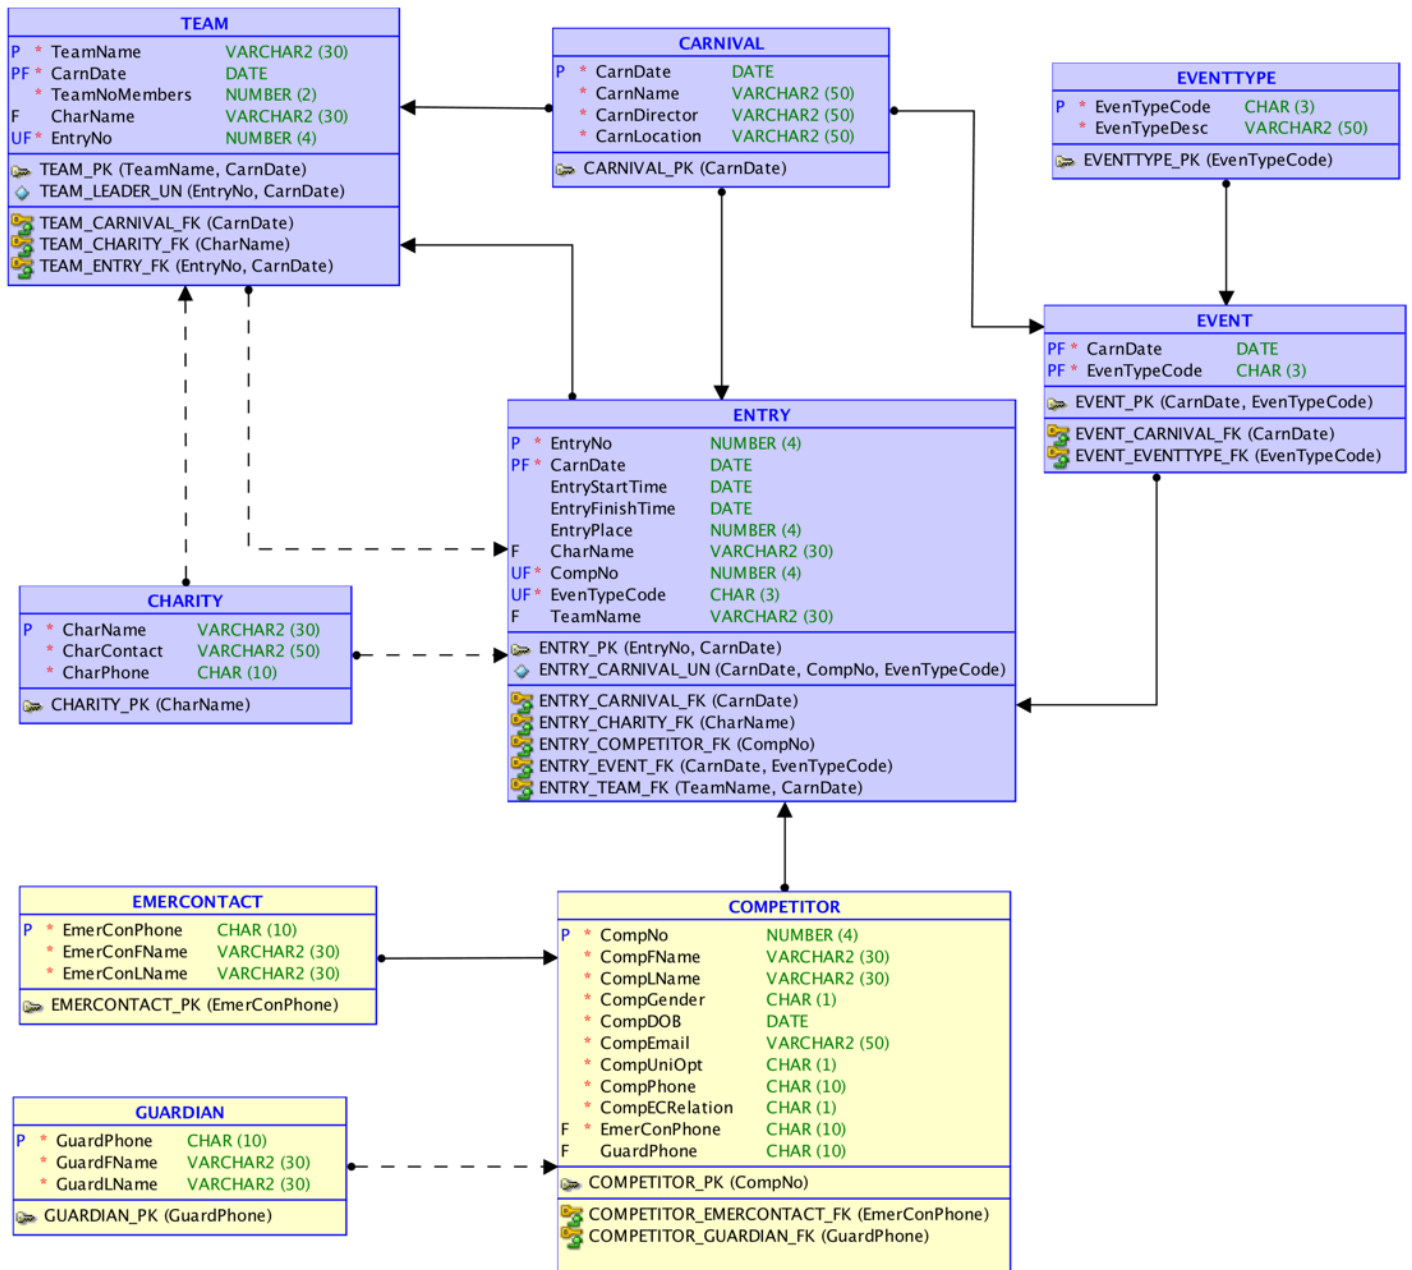 TEAM
P * TeamName VARCHAR2 (30)
PF * CarnDate DATE
* TeamNoMembers NUMBER (2)
F CharName VARCHAR2 (30)
UF * EntryNo NUMBER (4)
TEAM_PK (TeamName, CarnDate)
TEAM_LEADER_UN (EntryNo, CarnDate)
TEAM_CARNIVAL_FK (CarnDate)
TEAM_CHARITY_FK (CharName)
TEAM_ENTRY_FK (EntryNo, CarnDate)
CARNIVAL
P * CarnDate DATE
* CarnName VARCHAR2 (50)
* CarnDirector VARCHAR2 (50)
* CarnLocation VARCHAR2 (50)
CARNIVAL_PK (CarnDate)
EVENTTYPE
P * EvenTypeCode CHAR (3)
* EvenTypeDesc VARCHAR2 (50)
EVENTTYPE_PK (EvenTypeCode)
EVENT
PF * CarnDate DATE
PF * EvenTypeCode CHAR (3)
EVENT_PK (CarnDate, EvenTypeCode)
EVENT_CARNIVAL_FK (CarnDate)
EVENT_EVENTTYPE_FK (EvenTypeCode)
ENTRY
P * EntryNo NUMBER (4)
PF * CarnDate DATE
EntryStartTime DATE
EntryFinishTime DATE
EntryPlace NUMBER (4)
F CharName VARCHAR2 (30)
UF * CompNo NUMBER (4)
UF * EvenTypeCode CHAR (3)
F TeamName VARCHAR2 (30)
ENTRY_PK (EntryNo, CarnDate)
ENTRY_CARNIVAL_UN (CarnDate, CompNo, EvenTypeCode)
ENTRY_CARNIVAL_FK (CarnDate)
ENTRY_CHARITY_FK (CharName)
ENTRY_COMPETITOR_FK (CompNo)
ENTRY_EVENT_FK (CarnDate, EvenTypeCode)
ENTRY_TEAM_FK (TeamName, CarnDate)
CHARITY
P * CharName VARCHAR2 (30)
* CharContact VARCHAR2 (50)
* CharPhone CHAR (10)
CHARITY_PK (CharName)
EMERCONTACT
P * EmerConPhone CHAR (10)
* EmerConFName VARCHAR2 (30)
* EmerConLName VARCHAR2 (30)
EMERCONTACT_PK (EmerConPhone)
COMPETITOR
P * CompNo NUMBER (4)
* CompFName VARCHAR2 (30)
* CompLName VARCHAR2 (30)
* CompGender CHAR (1)
* CompDOB DATE
* CompEmail VARCHAR2 (50)
* CompUniOpt CHAR (1)
* CompPhone CHAR (10)
* CompECRelation CHAR (1)
F * EmerConPhone CHAR (10)
F GuardPhone CHAR (10)
COMPETITOR_PK (CompNo)
COMPETITOR_EMERCONTACT_FK (EmerConPhone)
COMPETITOR_GUARDIAN_FK (GuardPhone)
GUARDIAN
P * GuardPhone CHAR (10)
* GuardFName VARCHAR2 (30)
* GuardLName VARCHAR2 (30)
GUARDIAN_PK (GuardPhone)